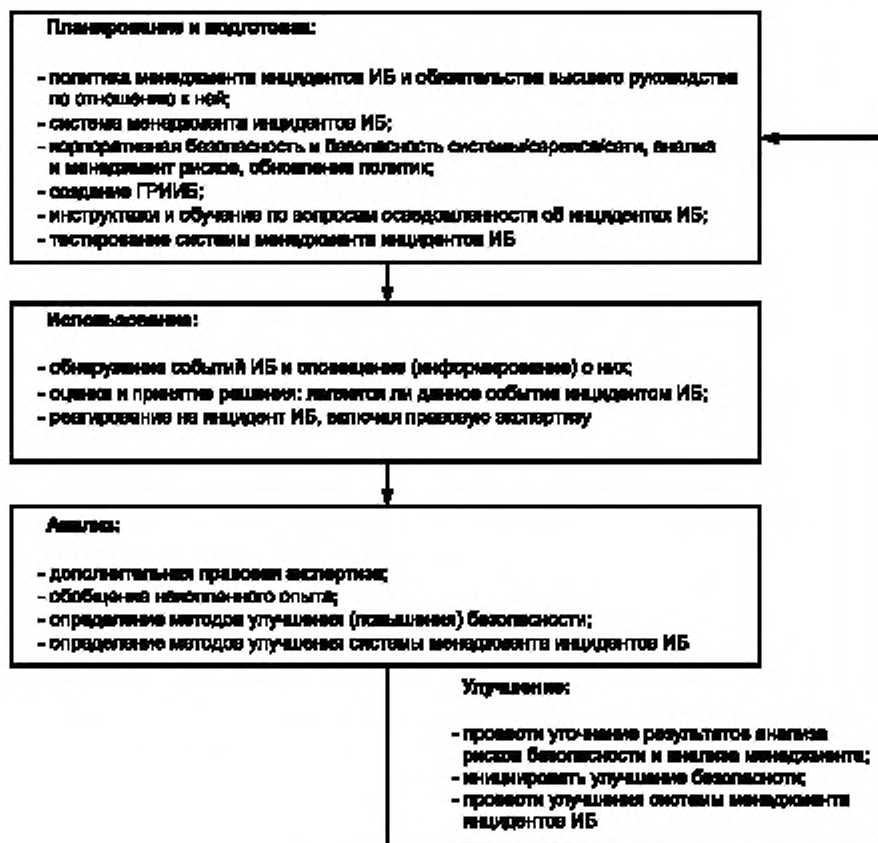 Планирование и подготовка:
- политика менеджмента инцидентов ИБ и обязательства высшего руководства
по отношению к ней;
- система менеджмента инцидентов ИБ;
- корпоративная безопасность и безопасность системы/сервиса/сети, анализ
и менеджмент рисков, обновление политик;
- создание ГРИИБ;
- инструктажи и обучение по вопросам осведомленности об инцидентах ИБ;
- тестирование системы менеджмента инцидентов ИБ
Использование:
- обнаружение событий ИБ и оповещение (информирование) о них;
- оценка и принятие решения: является ли данное событие инцидентом ИБ;
- реагирование на инцидент ИБ, включая правовую экспертизу
Анализ:
- дополнительная правовая экспертиза;
- обобщение накопленного опыта;
- определение методов улучшения (повышения) безопасности;
- определение методов улучшения системы менеджмента инцидентов ИБ
Улучшение:
- провести уточнение результатов анализа
рисков безопасности и анализа менеджмента;
- инициировать улучшение безопасноти;
- провести улучшения системы менеджмента
инцидентов ИБ